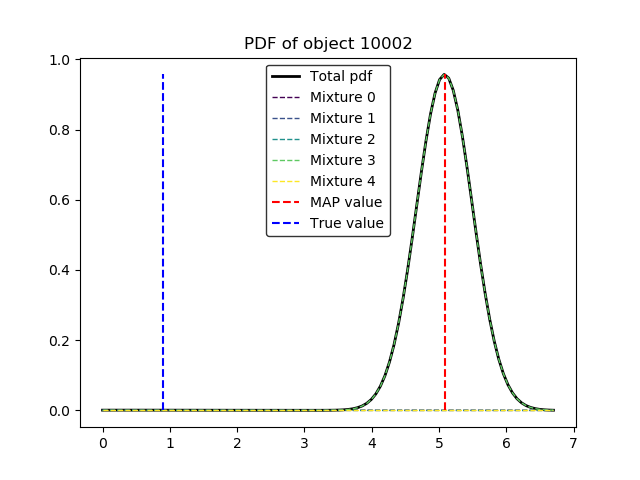 PDF of object 10002
1.0
0.8
0.6
0.4
0.2
0.0
Total pdf
Mixture 0
Mixture 1
Mixture 2
Mixture 3
Mixture 4
MAP value
True value
0 1 2 3 4 5 6 7